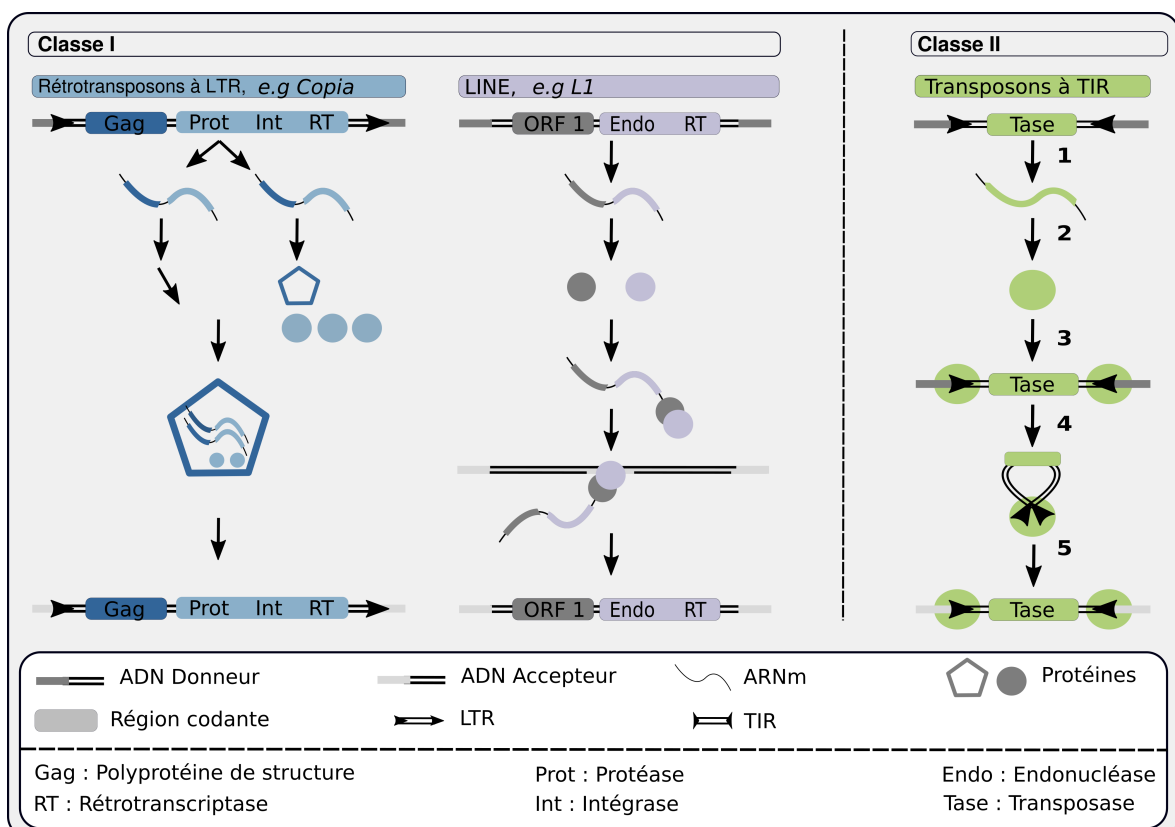 Classe I
Classe II
Rétrotransposons à LTR, e.g Copia
LINE, e.g L1
Transposons à TIR
Gag Prot Int RT
ORF 1 Endo RT
Tase
1
2
3
Tase
4
5
Gag Prot Int RT
ORF 1 Endo RT
Tase
ADN Donneur
ADN Accepteur
ARNm
Protéines
Région codante
LTR
TIR
Gag : Polyprotéine de structure
Prot : Protéase
Endo : Endonucléase
RT : Rétrotranscriptase
Int : Intégrase
Tase : Transposase